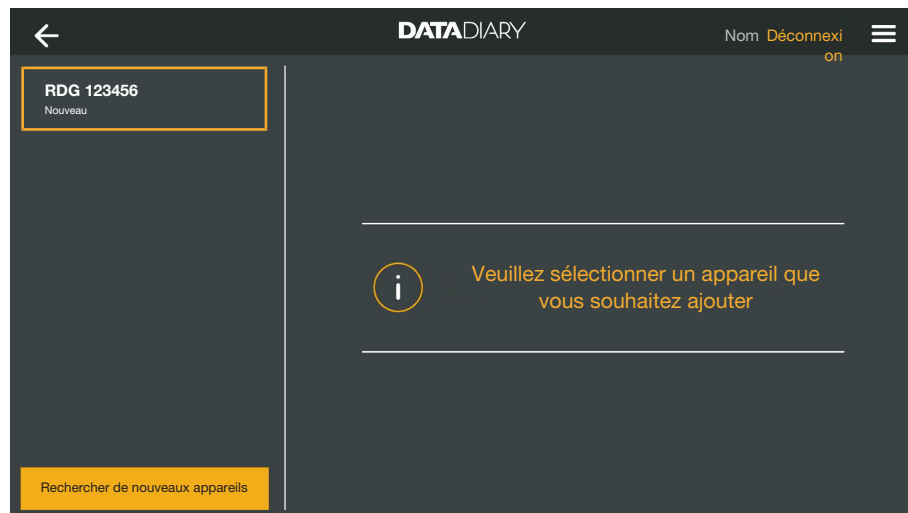 DATADIARY
Nom Déconnexi
on
RDG 123456
Nouveau
Veuillez sélectionner un appareil que
vous souhaitez ajouter
Rechercher de nouveaux appareils